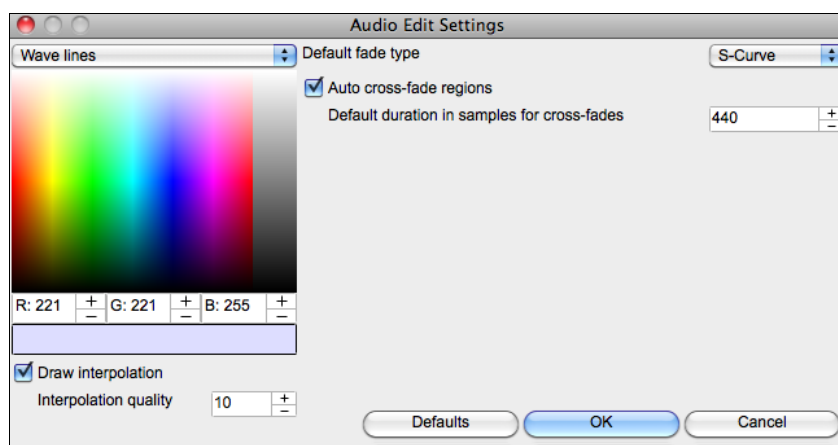 Audio Edit Settings
Wave lines
Default fade type
S-Curve
Auto cross-fade regions
Default duration in samples for cross-fades
440
+
−
R: 221
+
−
G: 221
+
−
B: 255
+
−
Draw interpolation
Interpolation quality
10
+
−
Defaults
OK
Cancel